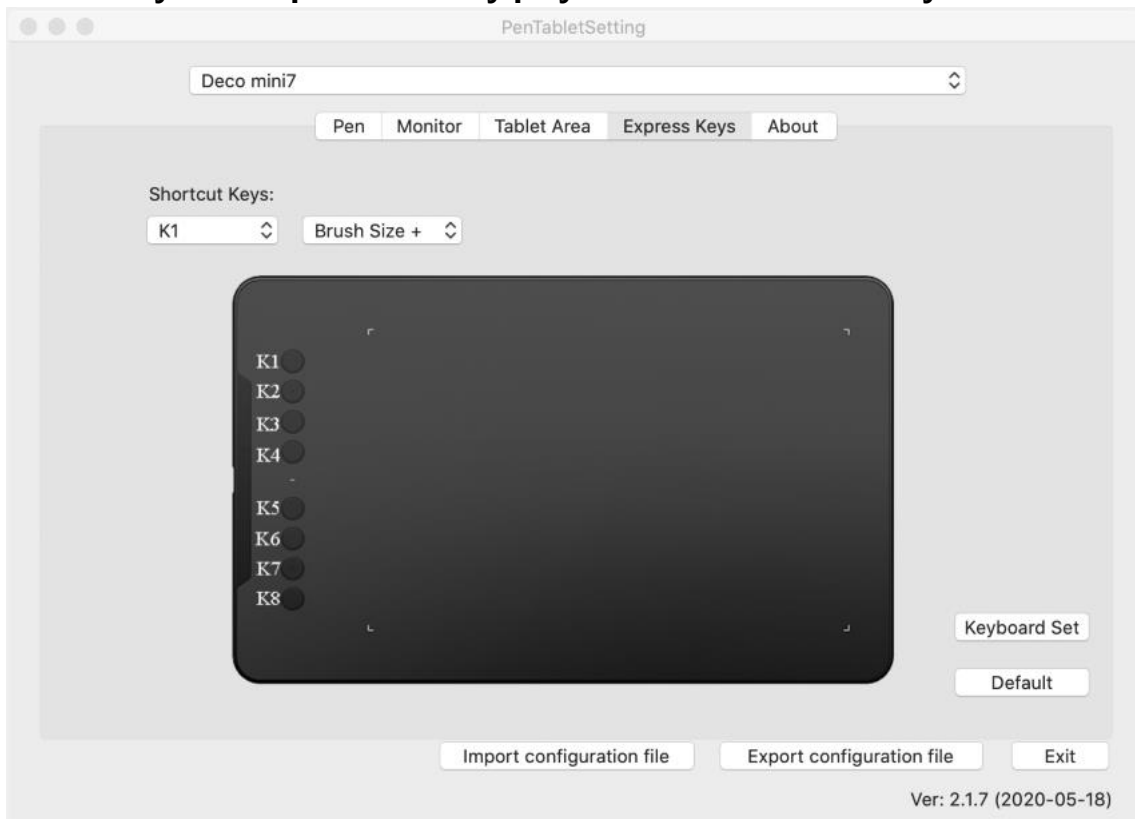 PenTabletSetting
Deco mini7
Pen Monitor Tablet Area Express Keys About
Shortcut Keys:
K1 Brush Size +
K1
K2
K3
K4
K5
K6
K7
K8
Keyboard Set
Default
Import configuration file Export configuration file Exit
Ver: 2.1.7 (2020-05-18)